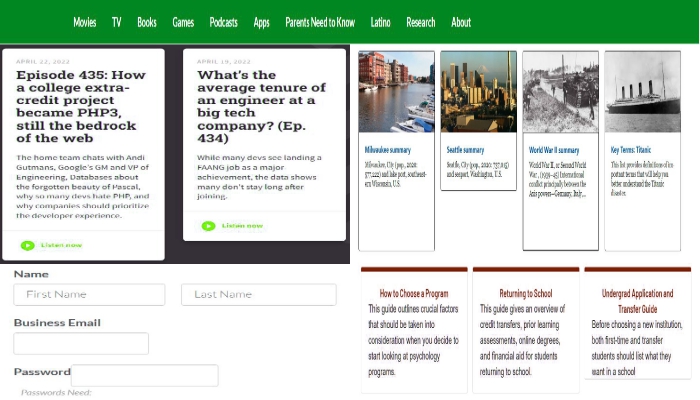 Movies TV Books Games Podcasts Apps Parents Need to Know Latino Research About
APRIL 22, 2022
Episode 435: How
a college extra-
credit project
became PHP3,
still the bedrock
of the web
The home team chats with Andi
Gutmans, Google's GM and VP of
Engineering, Databases about
the forgotten beauty of Pascal,
why so many devs hate PHP, and
why companies should prioritize
the developer experience.
Listen now
APRIL 19, 2022
What's the
average tenure of
an engineer at a
big tech
company? (Ep.
434)
While many devs see landing a
FAANG job as a major
achievement, the data shows
many don't stay long after
joining.
Listen now
Milwaukee summary
Milwaukee, City (pop., 2020:
577,222) and lake port, southeast-
ern Wisconsin, U.S.
Seattle summary
Seattle, City (pop., 2020: 737,015)
and seaport, Washington, U.S.
World War II summary
World War II, or Second World
War , (1939–45) International
conflict principally between the
Axis powers—Germany, Italy,...
Key Terms: Titanic
This list provides definitions of im-
portant terms that will help you
better understand the Titanic
disaster.
Name
First Name
Last Name
Business Email
Password
Passwords Need:
How to Choose a Program
This guide outlines crucial factors
that should be taken into
consideration when you decide to
start looking at psychology
programs.
Returning to School
This guide gives an overview of
credit transfers, prior learning
assessments, online degrees,
and financial aid for students
returning to school.
Undergrad Application and
Transfer Guide
Before choosing a new institution,
both first-time and transfer
students should list what they
want in a school